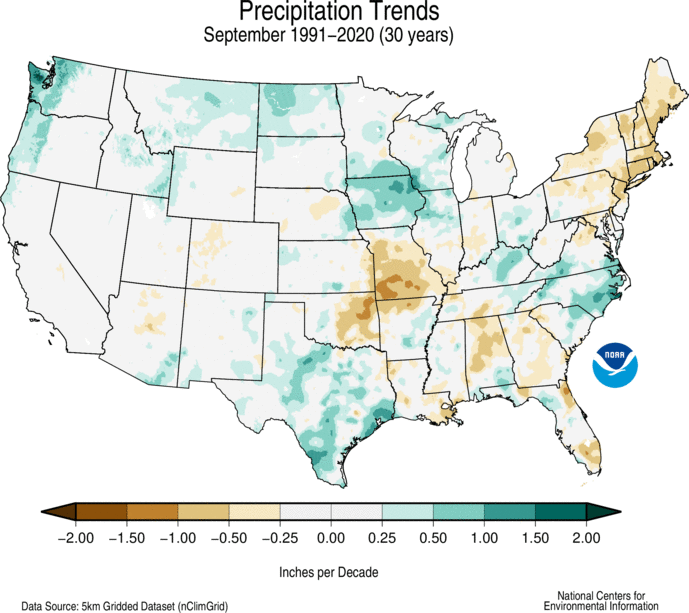 Precipitation Trends
September 1991−2020 (30 years)
NOAA
−2.00 −1.50 −1.00 −0.50 −0.25 0.00 0.25 0.50 1.00 1.50 2.00
Inches per Decade
National Centers for
Data Source: 5km Gridded Dataset (nClimGrid) Environmental Information